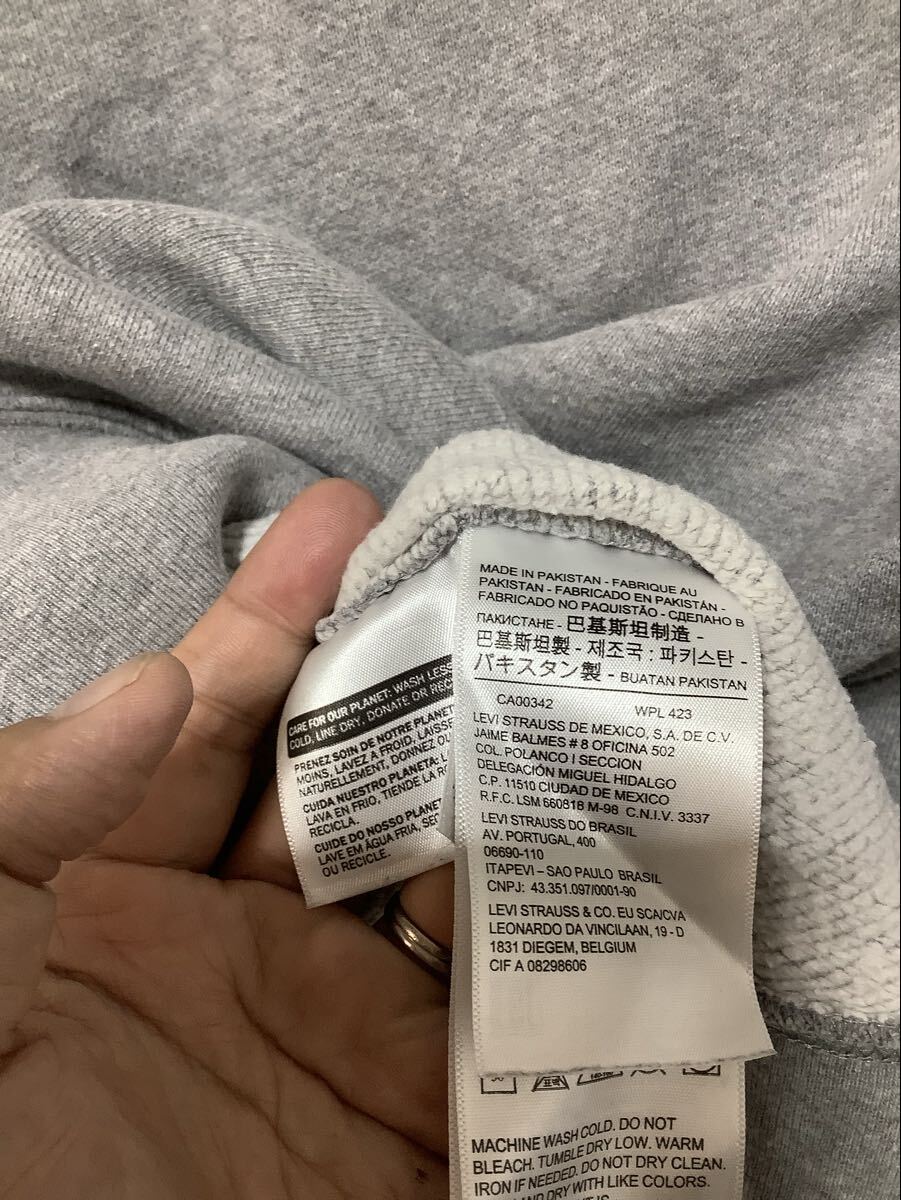 MADE IN PAKISTAN - FABRIQUE AU
PAKISTAN - FABRICADO EN PAKISTÁN -
FABRICADO NO PAQUISTÃO - СДЕЛАНО В
ПАКИСТАНЕ - 巴基斯坦制造 -
巴基斯坦製 - 제조국 : 파키스탄 -
パキスタン製 - BUATAN PAKISTAN
CA00342 WPL 423
LEVI STRAUSS DE MEXICO, S.A. DE C.V.
JAIME BALMES # 8 OFICINA 502
COL. POLANCO I SECCION
DELEGACIÓN MIGUEL HIDALGO
C.P. 11510 CIUDAD DE MEXICO
R.F.C. LSM 660818 M-98 C.N.I.V. 3337
LEVI STRAUSS DO BRASIL
AV. PORTUGAL, 400
06690-110
ITAPEVI – SAO PAULO BRASIL
CNPJ: 43.351.097/0001-90
LEVI STRAUSS & CO. EU SCA/CVA
LEONARDO DA VINCILAAN, 19 - D
1831 DIEGEM, BELGIUM
CIF A 08298606
CARE FOR OUR PLANET: WASH LESS
COLD, LINE DRY, DONATE OR
PRENEZ SOIN DE NOTRE PLANET
MOINS, LAVEZ À FROID, LAISSE
NATURELLEMENT, DONNEZ OU
CUIDA NUESTRO PLANETA: L
LAVA EN FRÍO, TIENDE LA
RECICLA.
CUIDE DO NOSSO PLANET
LAVE EM ÁGUA FRIA,
OU RECICLE.
MACHINE WASH COLD. DO NOT
BLEACH. TUMBLE DRY LOW. WARM
IRON IF NEEDED. DO NOT DRY CLEAN.
AND DRY WITH LIKE COLORS.